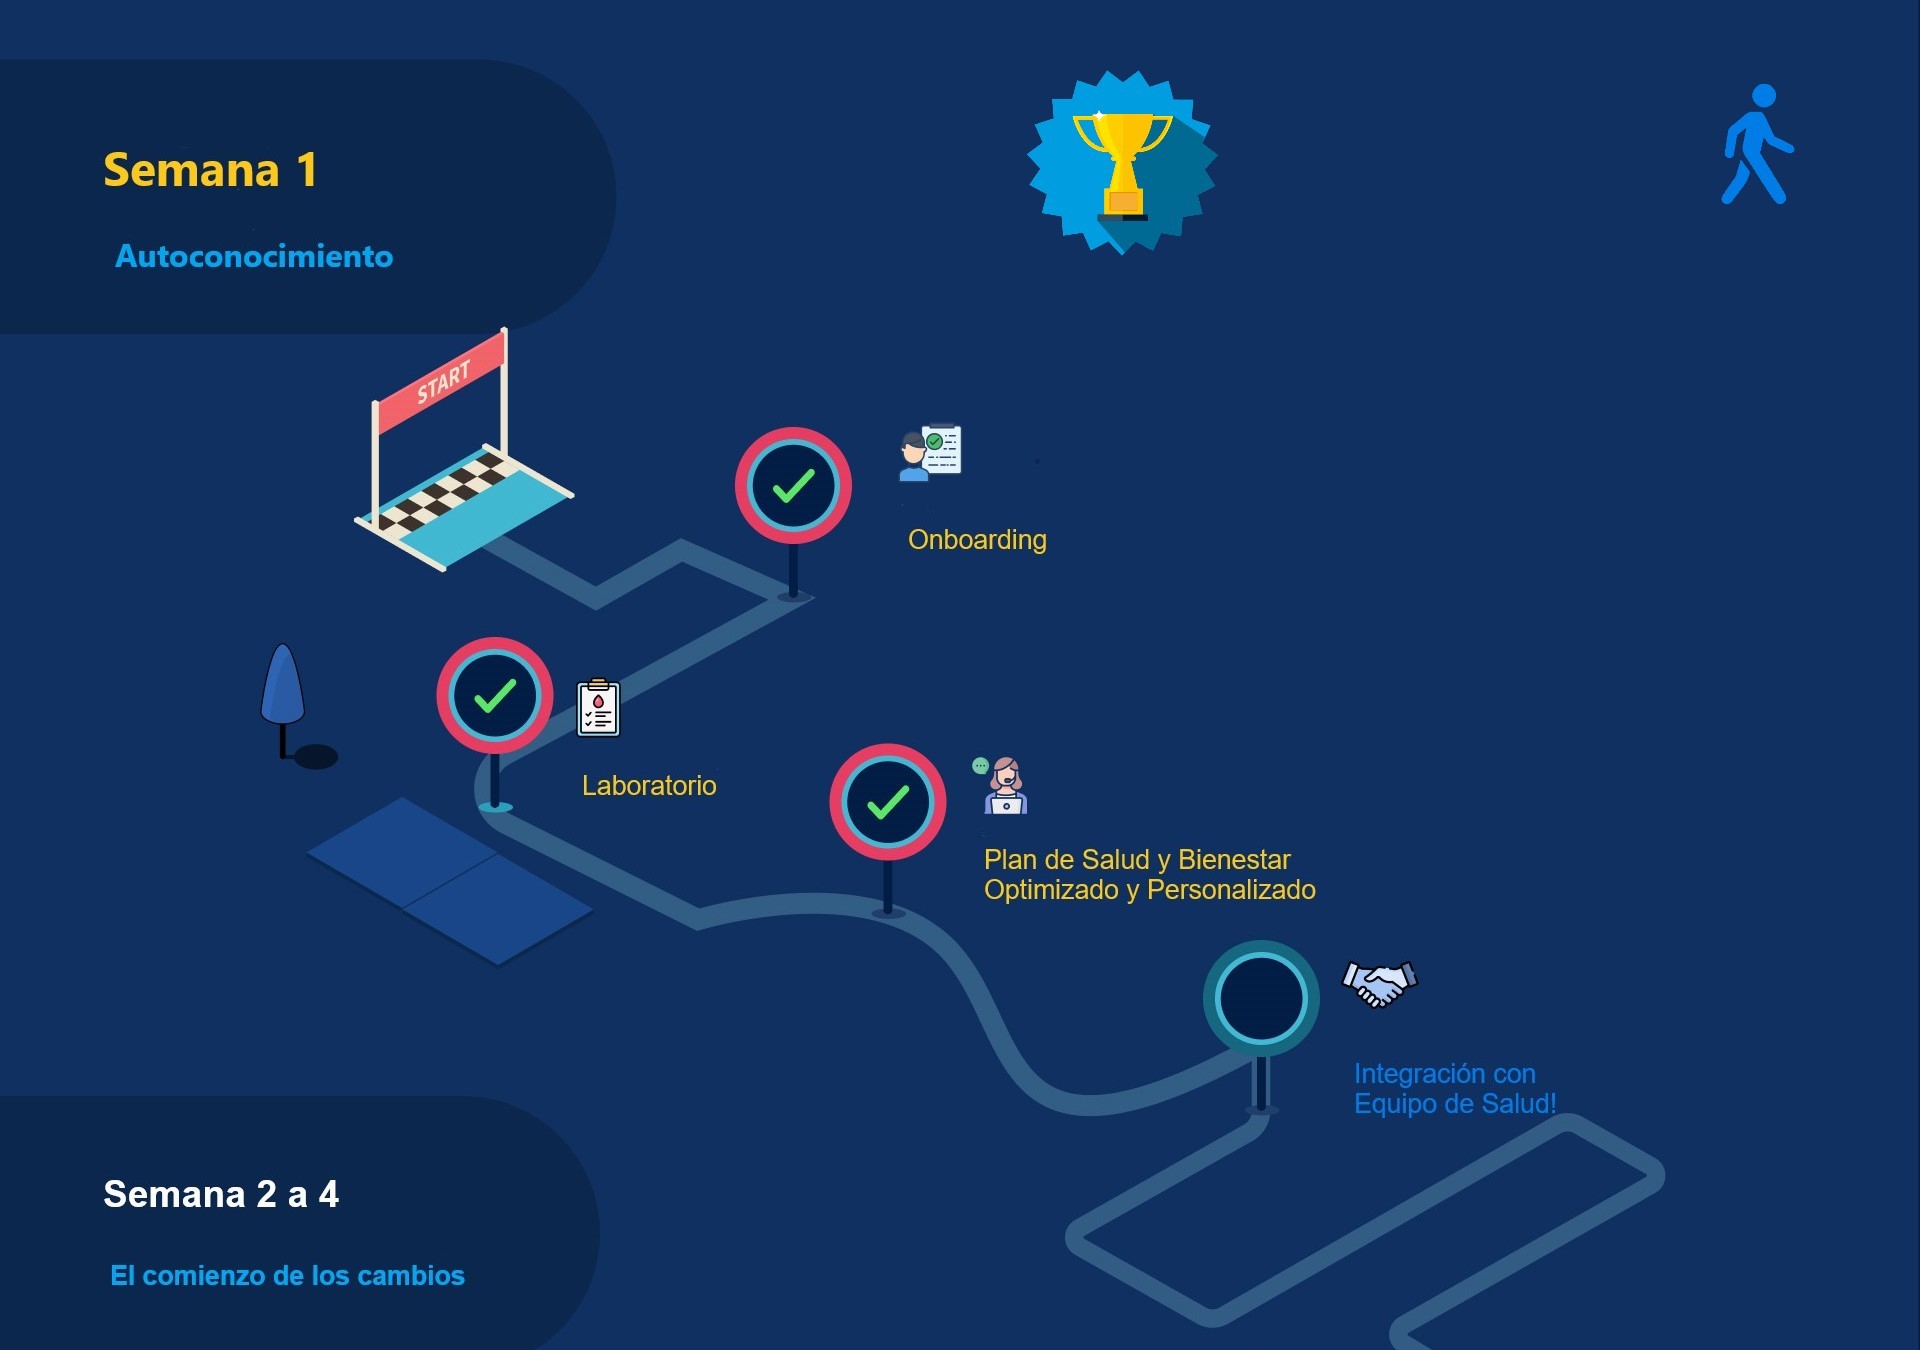 Semana 1
Autoconocimiento
START
Onboarding
Laboratorio
Plan de Salud y Bienestar
Optimizado y Personalizado
Integración con
Equipo de Salud!
Semana 2 a 4
El comienzo de los cambios